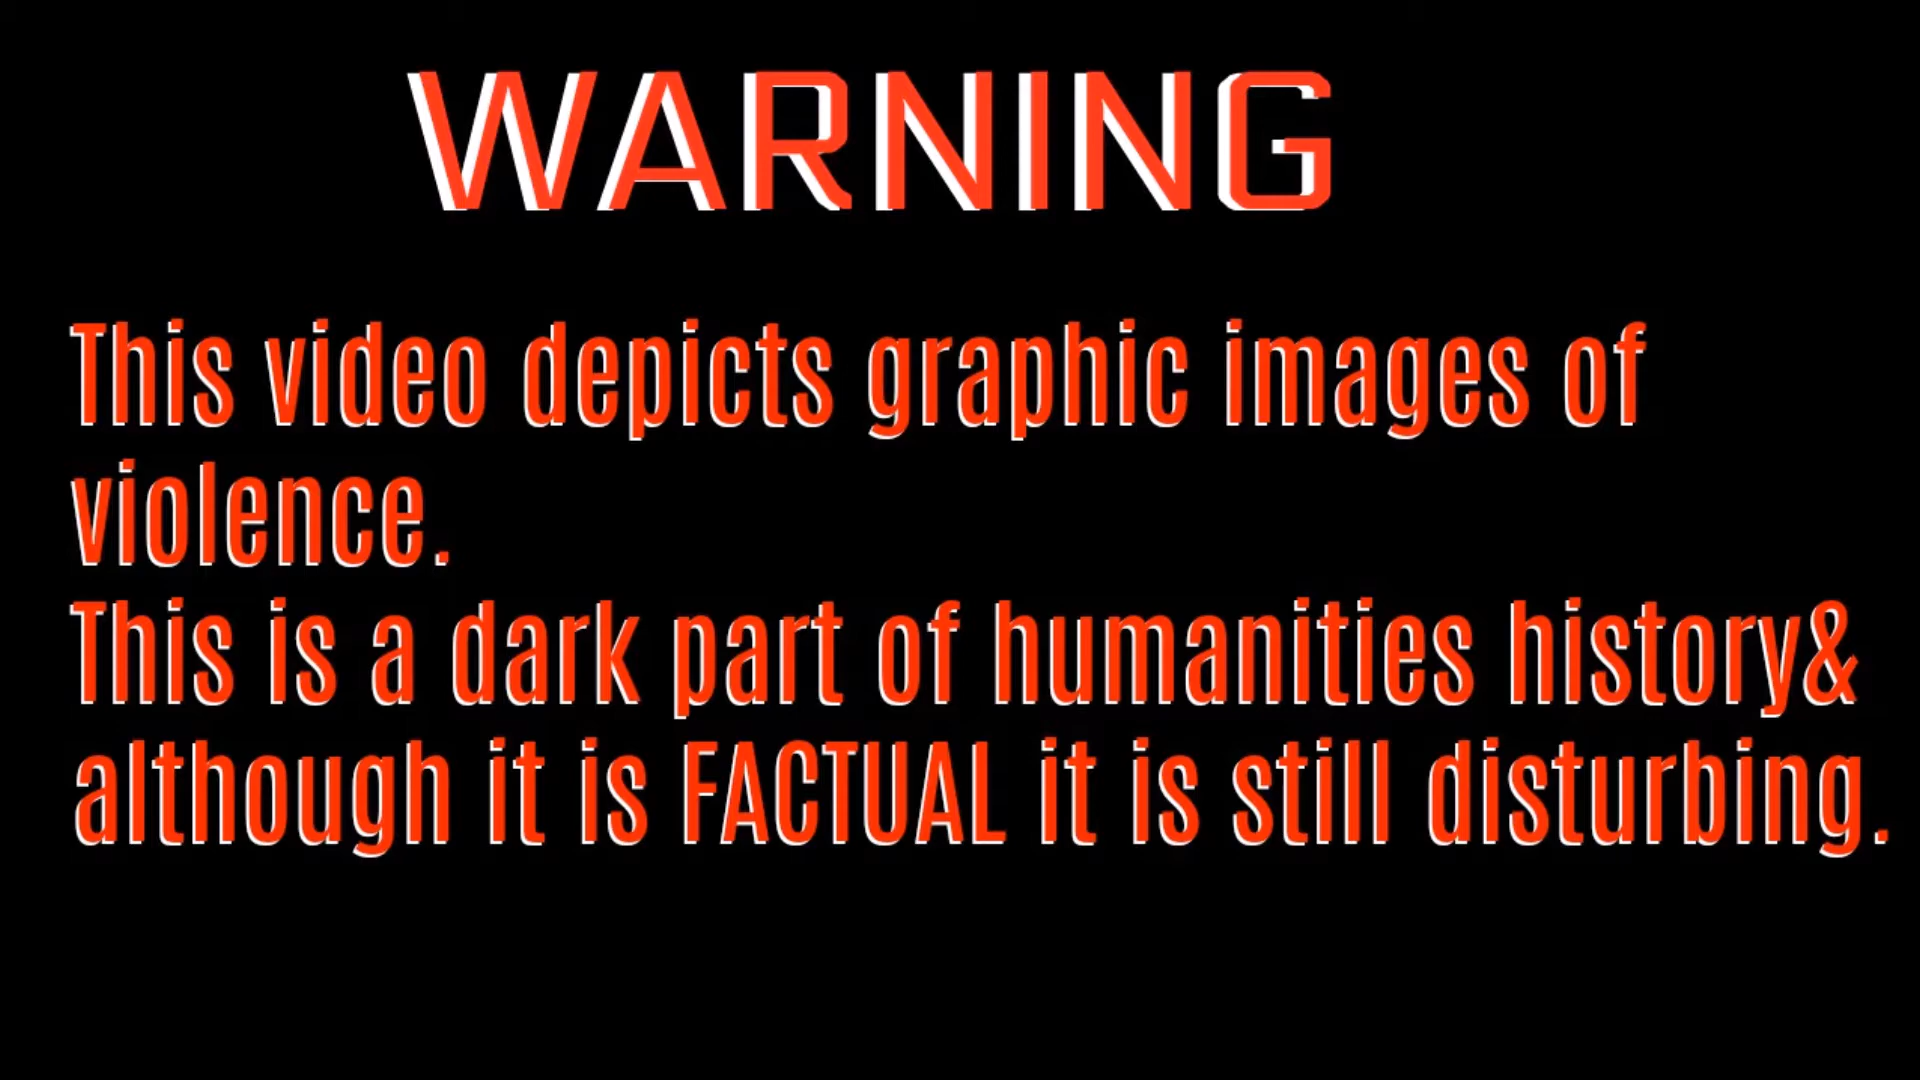 WARNING
This video depicts graphic images of
violence.
This is a dark part of humanities history&
although it is FACTUAL it is still disturbing.